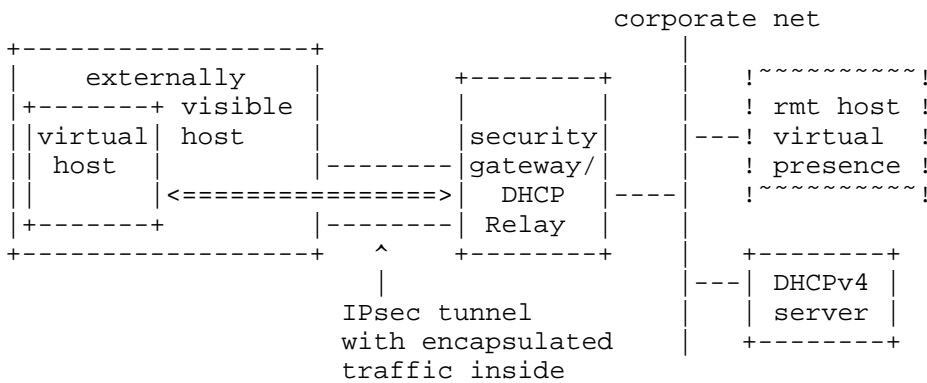 corporate net
externally
visible
virtual host
host
security
gateway/
DHCP
Relay
rmt host
virtual
presence
DHCPv4
server
IPsec tunnel
with encapsulated
traffic inside